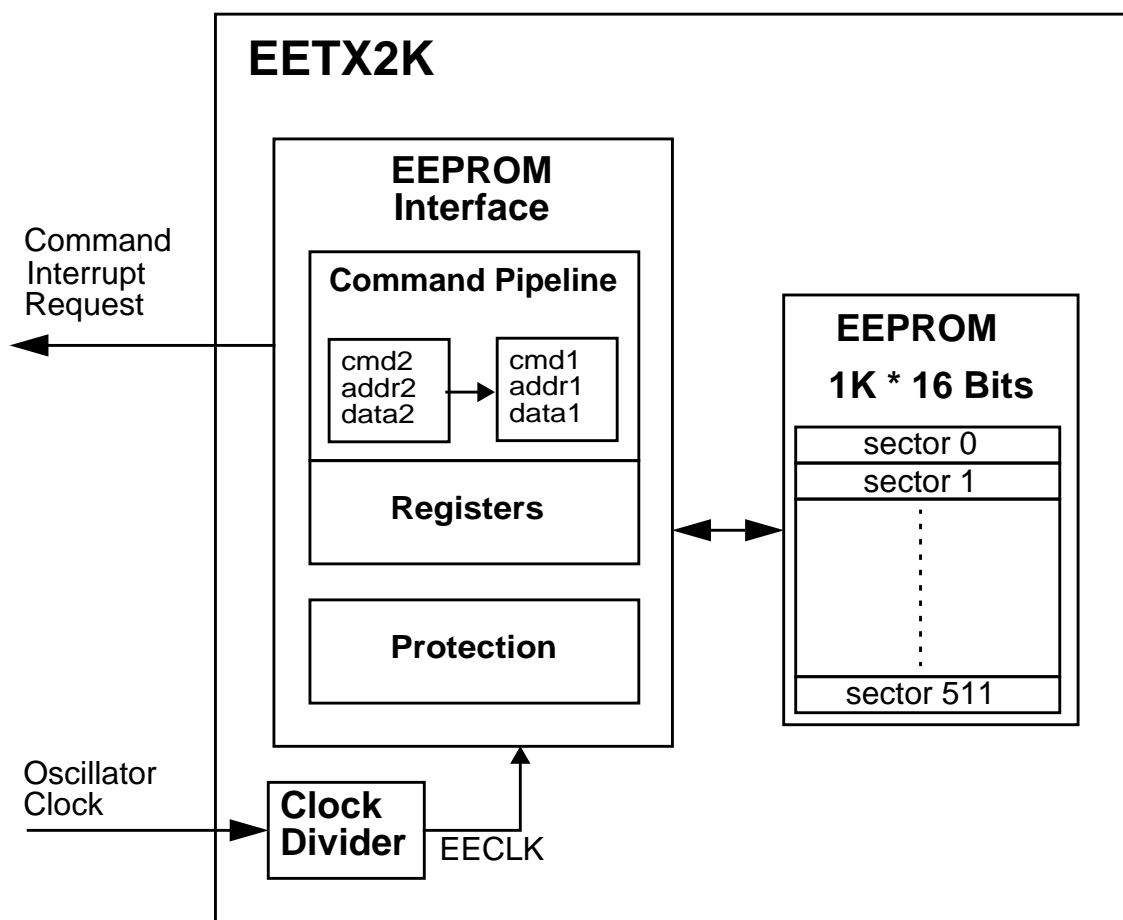 EETX2K
EEPROM
Interface
Command
Interrupt
Request
Command Pipeline
cmd2
addr2
data2
cmd1
addr1
data1
Registers
Protection
EEPROM
1K * 16 Bits
sector 0
sector 1
sector 511
Oscillator
Clock
Clock
Divider
EECLK